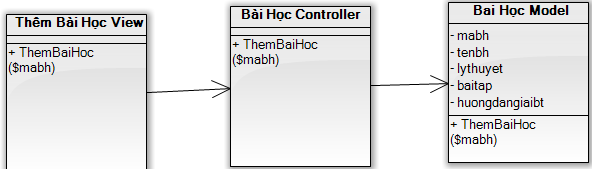 Thêm Bài Học View
+ ThemBaiHoc
($mabh)
Bài Học Controller
+ ThemBaiHoc
($mabh)
Bai Học Model
- mabh
- tenbh
- lythuyet
- baitap
- huongdangiaibt
+ ThemBaiHoc
($mabh)